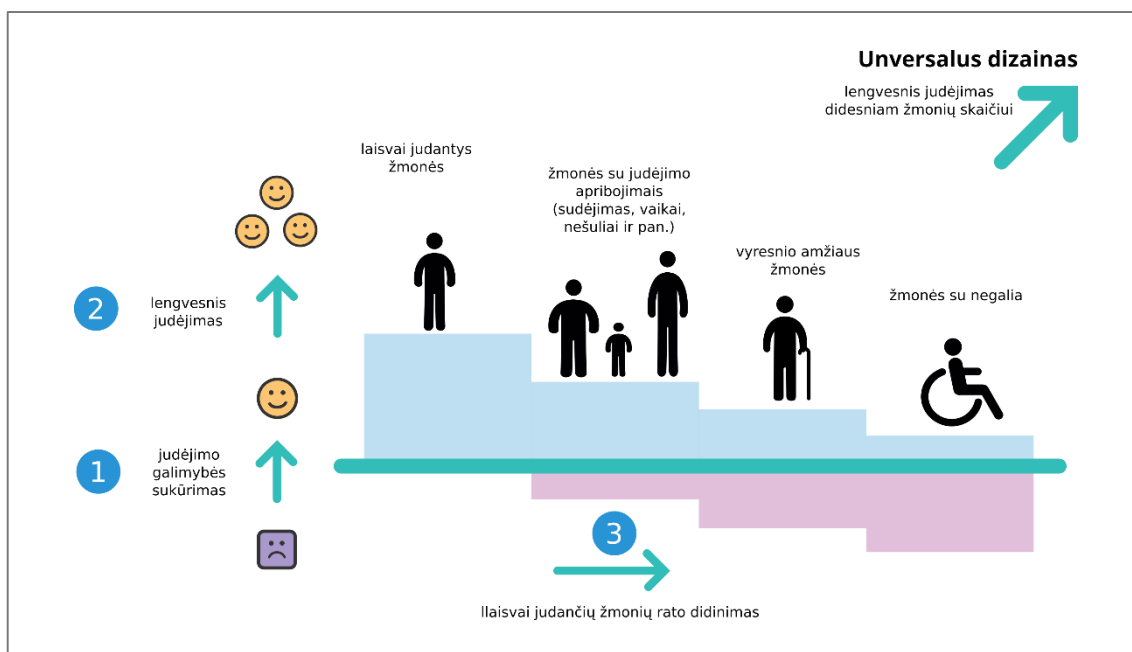 Unversalus dizainas
lengvesnis judėjimas
didesniam žmonių skaičiui
laisvai judantys
žmonės
žmonės su judėjimo
apribojimais
(sudėjimas, vaikai,
nešuliai ir pan.)
vyresnio amžiaus
žmonės
žmonės su negalia
2
lengvesnis
judėjimas
1
judėjimo
galimybės
sukūrimas
3
Ilaisvai judančių žmonių rato didinimas